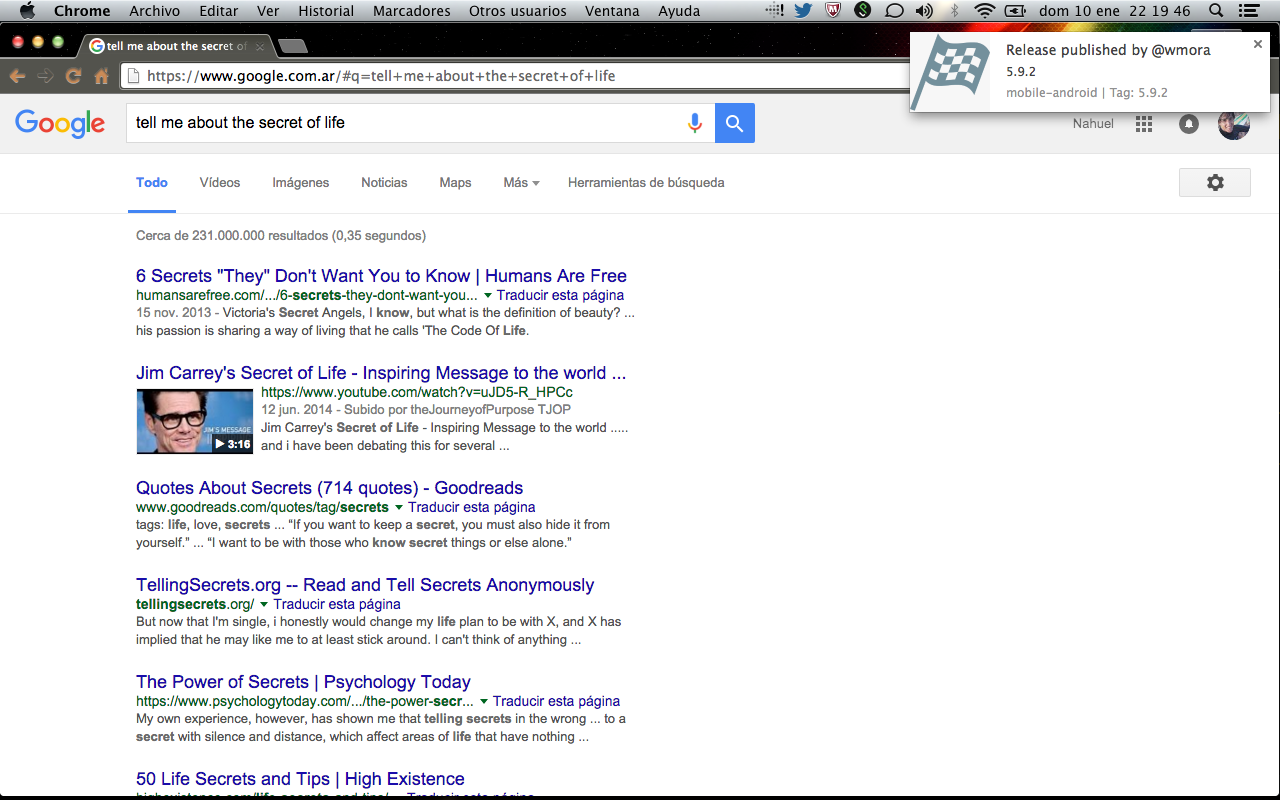 Chrome Archivo Editar Ver Historial Marcadores Otros usuarios Ventana Ayuda dom 10 ene 22 19 46
tell me about the secret of
https://www.google.com.ar/#q=tell+me+about+the+secret+of+life
Release published by @wmora
5.9.2
mobile-android | Tag: 5.9.2
Google tell me about the secret of life Nahuel
Todo Vídeos Imágenes Noticias Maps Más Herramientas de búsqueda
Cerca de 231.000.000 resultados (0,35 segundos)
6 Secrets "They" Don't Want You to Know | Humans Are Free
humansarefree.com/.../6-secrets-they-dont-want-you... Traducir esta página
15 nov. 2013 - Victoria's Secret Angels, I know, but what is the definition of beauty? ...
his passion is sharing a way of living that he calls 'The Code Of Life.
Jim Carrey's Secret of Life - Inspiring Message to the world ...
https://www.youtube.com/watch?v=uJD5-R_HPCc
12 jun. 2014 - Subido por theJourneyofPurpose TJOP
Jim Carrey's Secret of Life - Inspiring Message to the world .....
and i have been debating this for several ...
JIM'S MESSAGE
3:16
Quotes About Secrets (714 quotes) - Goodreads
www.goodreads.com/quotes/tag/secrets Traducir esta página
tags: life, love, secrets ... “If you want to keep a secret, you must also hide it from
yourself.” ... “I want to be with those who know secret things or else alone.”
TellingSecrets.org -- Read and Tell Secrets Anonymously
tellingsecrets.org/ Traducir esta página
But now that I'm single, i honestly would change my life plan to be with X, and X has
implied that he may like me to at least stick around. I can't think of anything ...
The Power of Secrets | Psychology Today
https://www.psychologytoday.com/.../the-power-secr... Traducir esta página
My own experience, however, has shown me that telling secrets in the wrong ... to a
secret with silence and distance, which affect areas of life that have nothing ...
50 Life Secrets and Tips | High Existence
highexistence.com/life-secrets-and-tips/ Traducir esta página